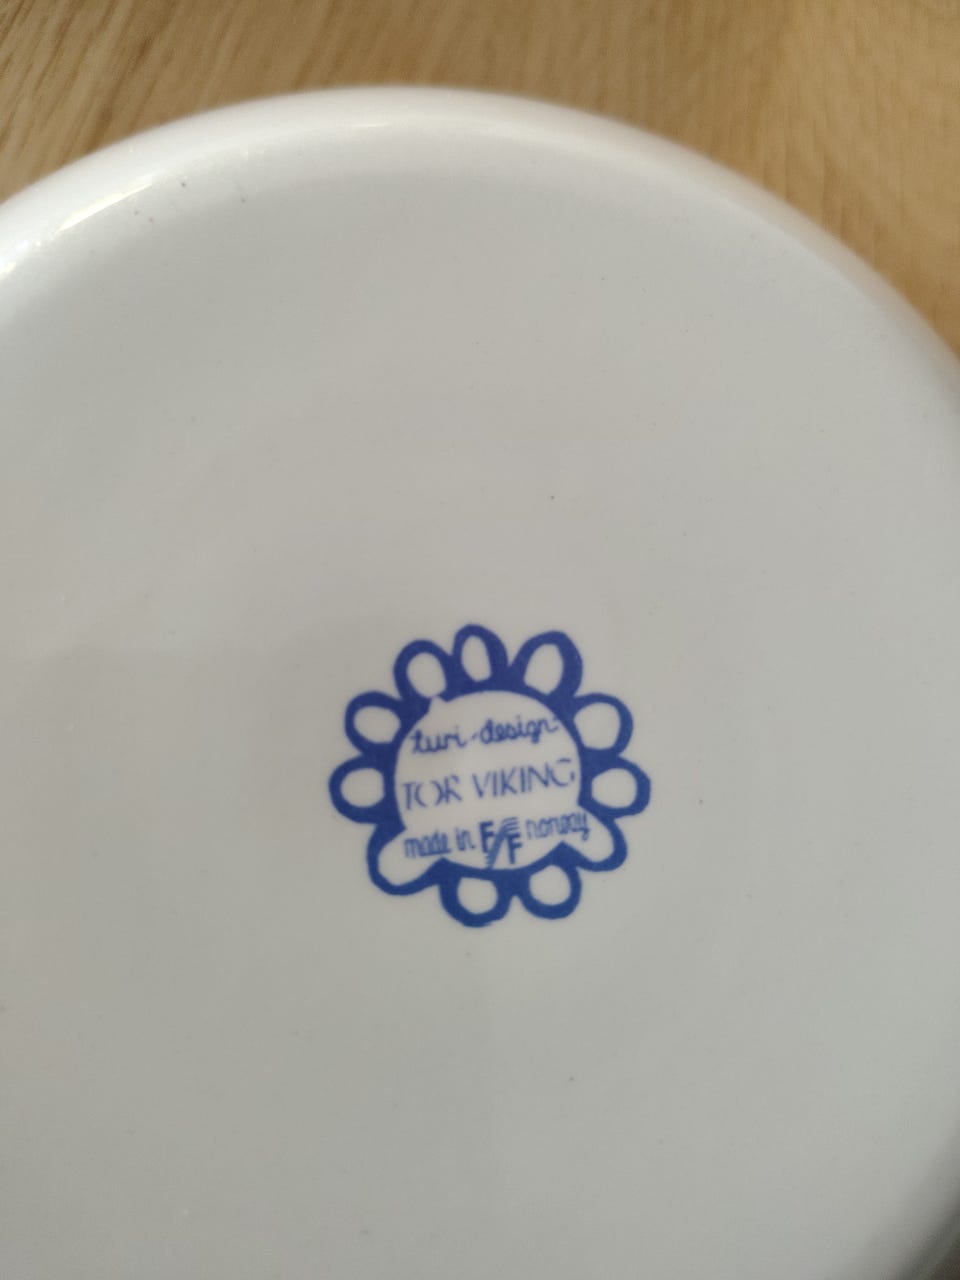 turi-design
TOR VIKING
made in F/F norway